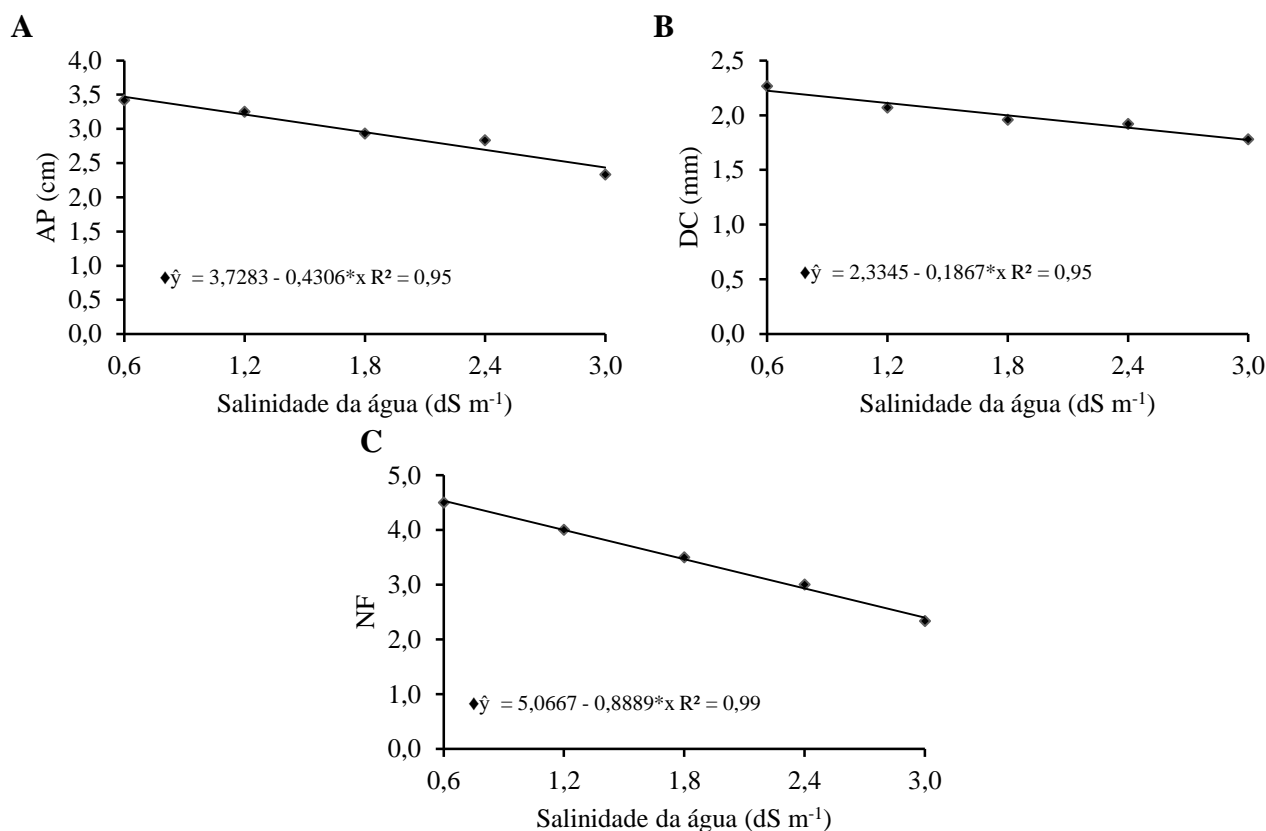 A
4,0
3,5
3,0
2,5
2,0
1,5
1,0
0,5
0,0
AP (cm)
♦ŷ = 3,7283 - 0,4306*x R² = 0,95
0,6 1,2 1,8 2,4 3,0
Salinidade da água (dS m⁻¹)
B
2,5
2,0
1,5
1,0
0,5
0,0
DC (mm)
♦ŷ = 2,3345 - 0,1867*x R² = 0,95
0,6 1,2 1,8 2,4 3,0
Salinidade da água (dS m⁻¹)
C
5,0
4,0
3,0
2,0
1,0
0,0
NF
♦ŷ = 5,0667 - 0,8889*x R² = 0,99
0,6 1,2 1,8 2,4 3,0
Salinidade da água (dS m⁻¹)